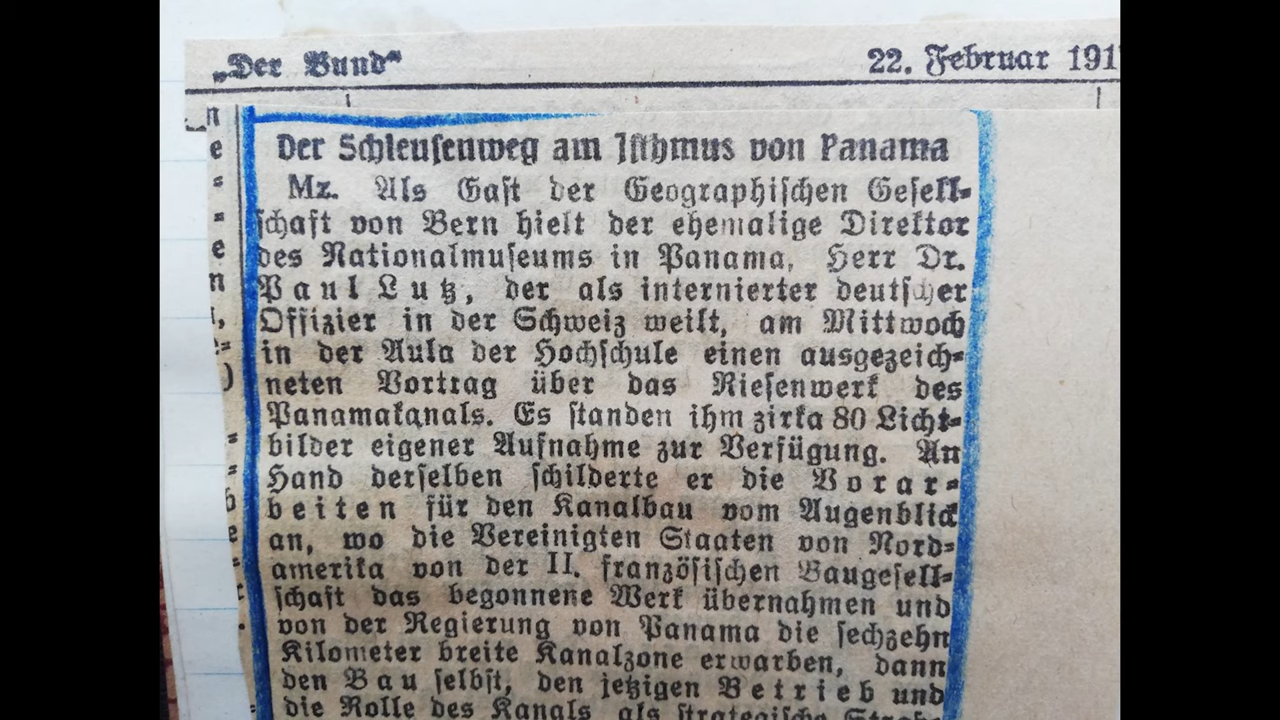 „Der Bund“ 22. Februar 191
Der Schleusenweg am Isthmus von Panama
Mz. Als Gast der Geographischen Gesell-
schaft von Bern hielt der ehemalige Direktor
des Nationalmuseums in Panama, Herr Dr.
Paul Lutz, der als internierter deutscher
Offizier in der Schweiz weilt, am Mittwoch
in der Aula der Hochschule einen ausgezeich-
neten Vortrag über das Riesenwerk des
Panamakanals. Es standen ihm zirka 80 Licht-
bilder eigener Aufnahme zur Verfügung. An
Hand derselben schilderte er die Vorar-
beiten für den Kanalbau vom Augenblick
an, wo die Vereinigten Staaten von Nord-
amerika von der II. französischen Baugesell-
schaft das begonnene Werk übernahmen und
von der Regierung von Panama die sechzehn
Kilometer breite Kanalzone erwarben, dann
den Bau selbst, den jetzigen Betrieb und
die Rolle des Kanals als strategische